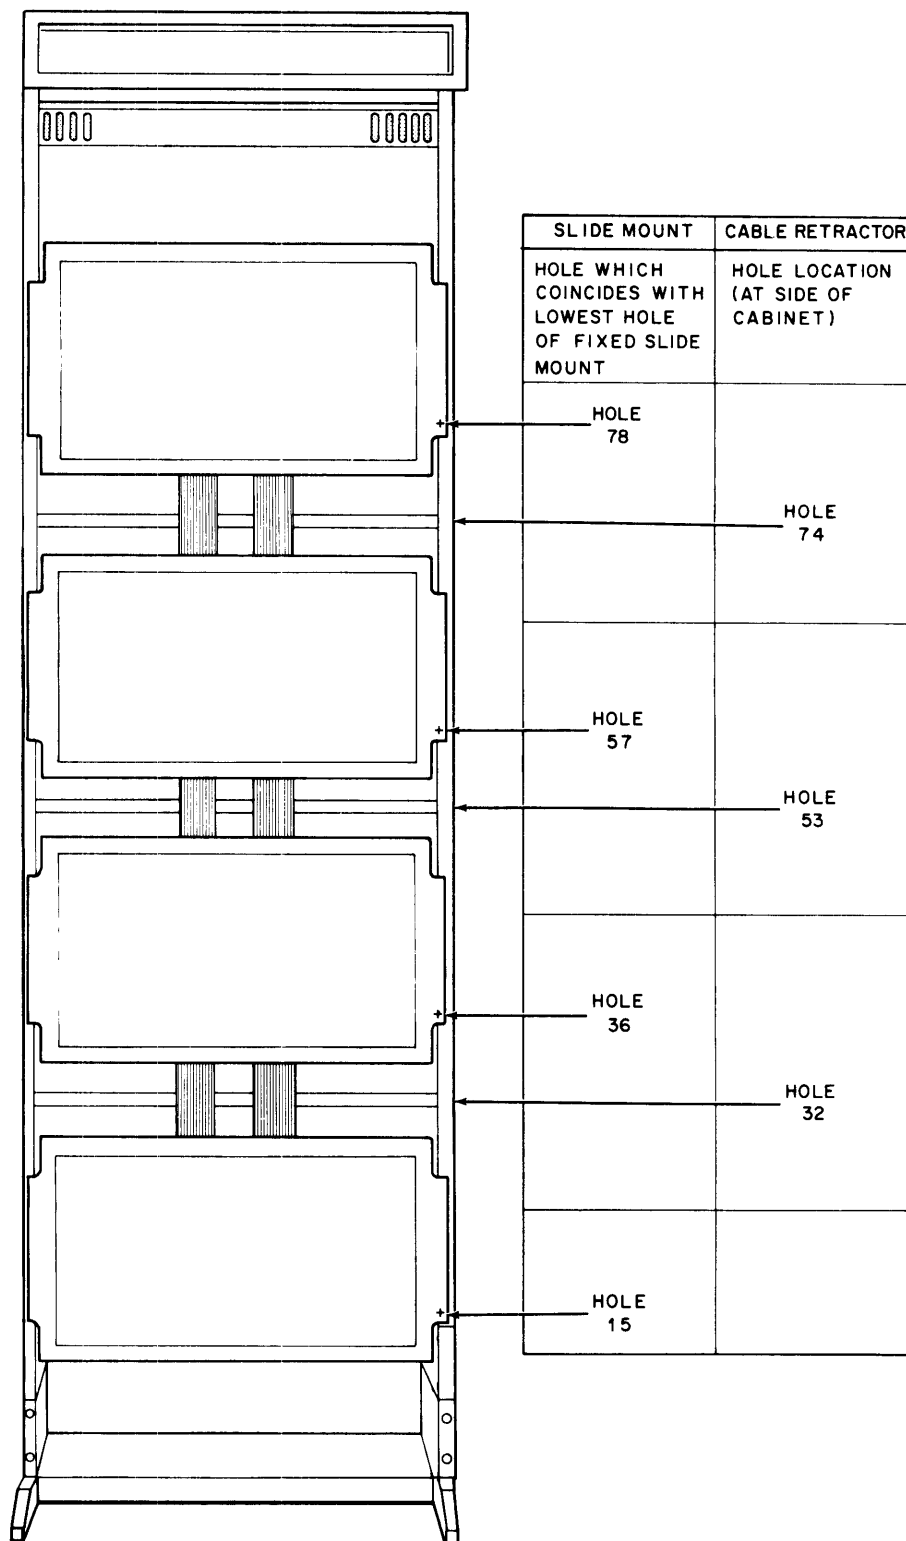 SLIDE MOUNT
CABLE RETRACTOR
HOLE WHICH
COINCIDES WITH
LOWEST HOLE
OF FIXED SLIDE
MOUNT
HOLE LOCATION
(AT SIDE OF
CABINET)
HOLE
78
HOLE
74
HOLE
57
HOLE
53
HOLE
36
HOLE
32
HOLE
15